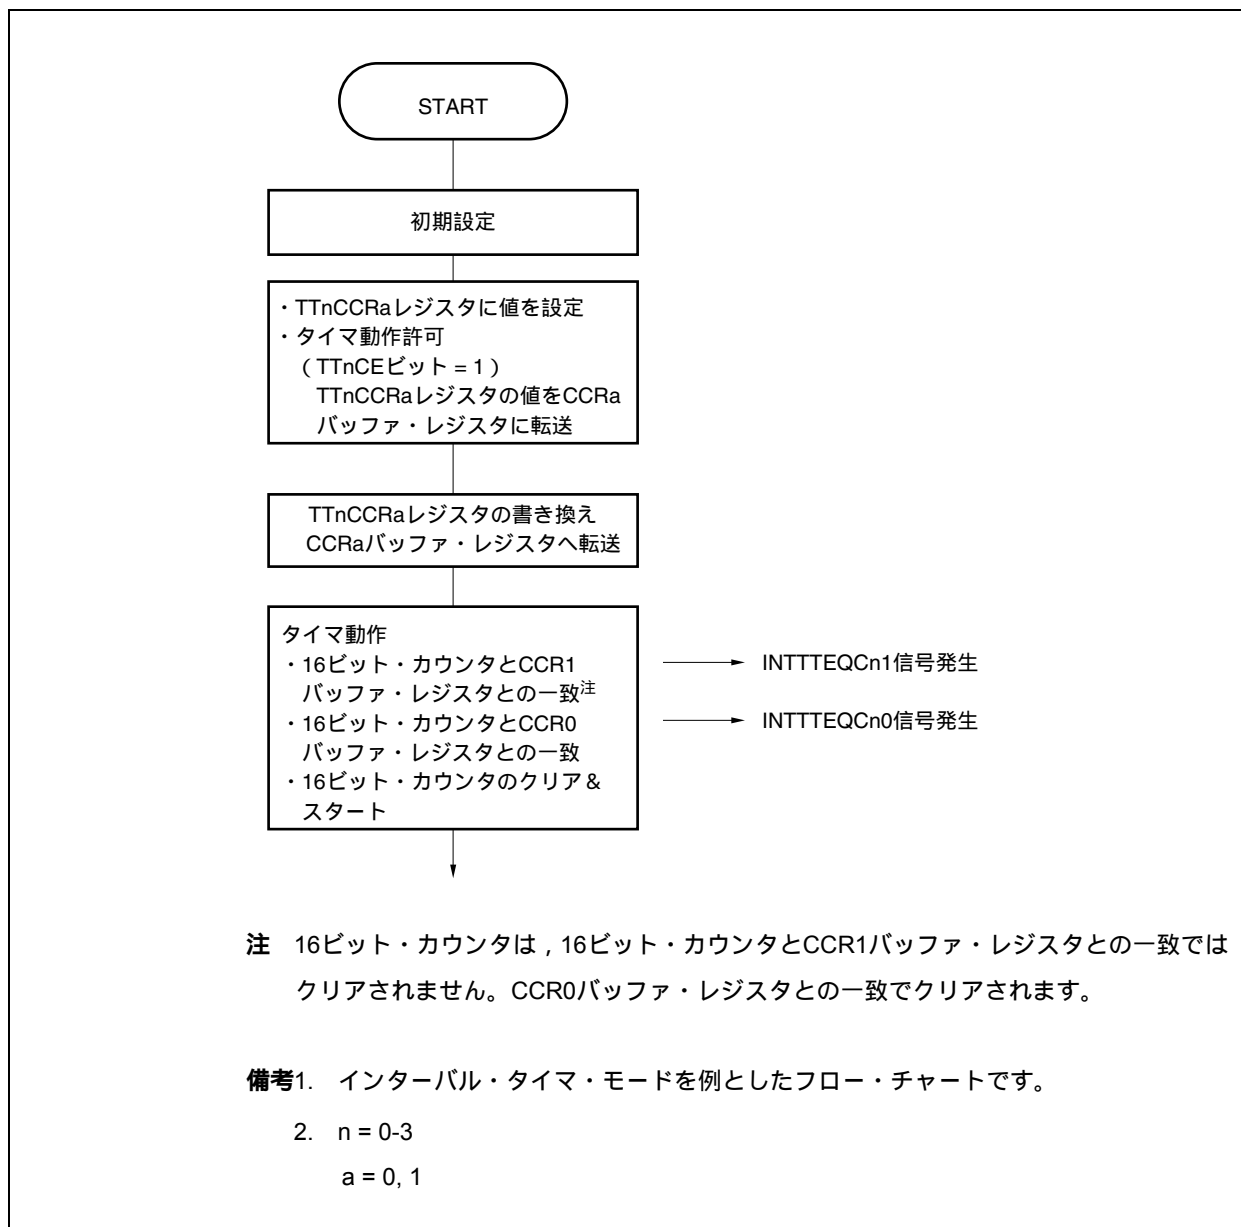 START
初期設定
・TTnCCRaレジスタに値を設定
・タイマ動作許可
（TTnCEビット = 1）
TTnCCRaレジスタの値をCCRa
バッファ・レジスタに転送
TTnCCRaレジスタの書き換え
CCRaバッファ・レジスタへ転送
タイマ動作
・16ビット・カウンタとCCR1
バッファ・レジスタとの一致注
・16ビット・カウンタとCCR0
バッファ・レジスタとの一致
・16ビット・カウンタのクリア＆
スタート
INTTTEQCn1信号発生
INTTTEQCn0信号発生
注 16ビット・カウンタは，16ビット・カウンタとCCR1バッファ・レジスタとの一致では
クリアされません。CCR0バッファ・レジスタとの一致でクリアされます。
備考1. インターバル・タイマ・モードを例としたフロー・チャートです。
2. n = 0-3
a = 0, 1